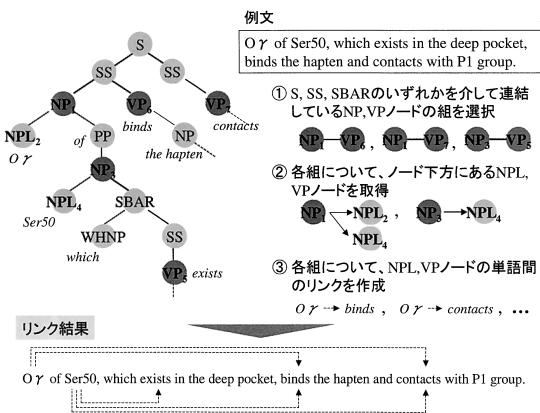 例文
Oγ of Ser50, which exists in the deep pocket,
binds the hapten and contacts with P1 group.
S
SS SS
NP1 VP6 VP7
binds contacts
NPL2 PP NP
Oγ of the hapten
NP3
NPL4 SBAR
Ser50
WHNP SS
which
VP5 exists
① S, SS, SBARのいずれかを介して連結
しているNP,VPノードの組を選択
NP1 VP6 , NP1 VP7 , NP3 VP5
② 各組について、ノード下方にあるNPL,
VPノードを取得
NP1 NPL2 , NP3 NPL4
NPL4
③ 各組について、NPL,VPノードの単語間
のリンクを作成
Oγ → binds , Oγ → contacts , …
リンク結果
Oγ of Ser50, which exists in the deep pocket, binds the hapten and contacts with P1 group.